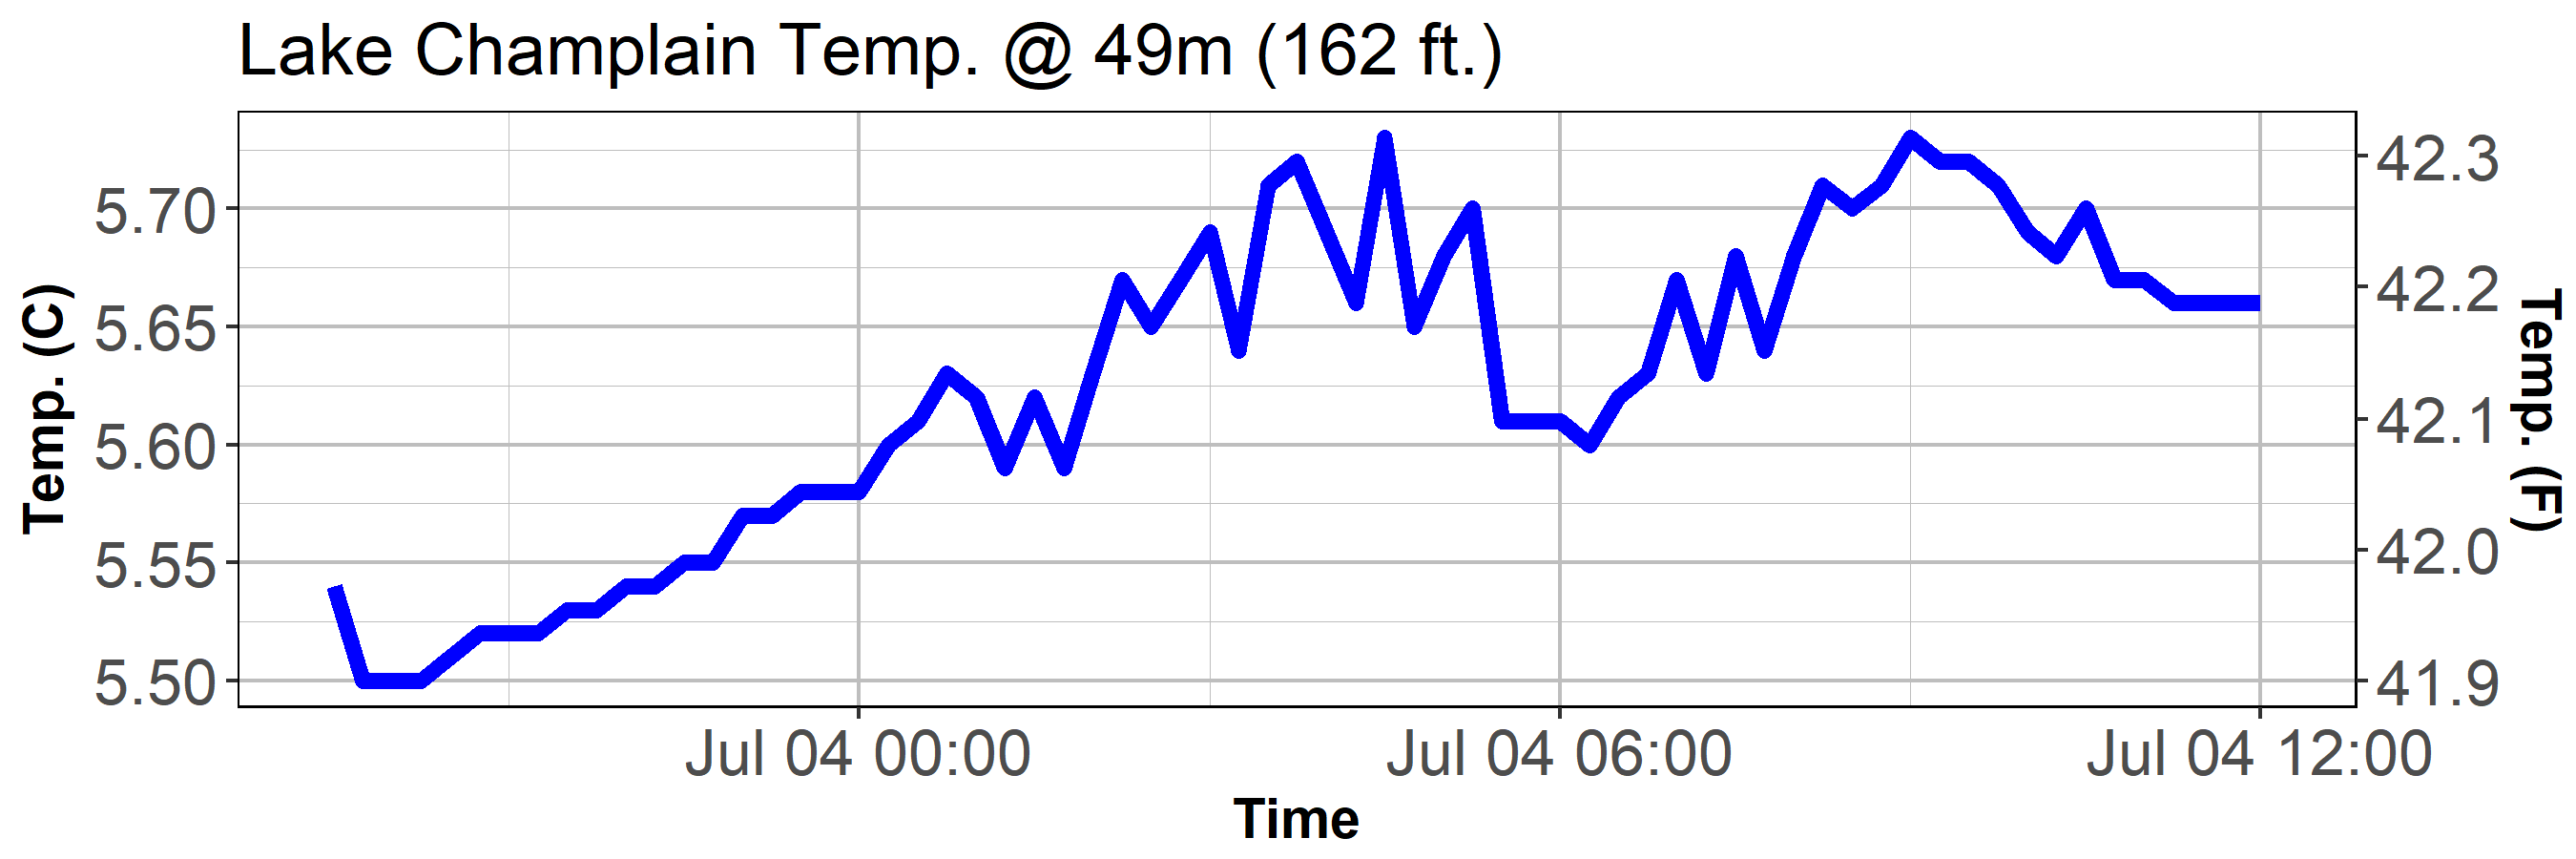 Lake Champlain Temp. @ 49m (162 ft.)
Temp. (C)
5.70
5.65
5.60
5.55
5.50
42.3
42.2
42.1
42.0
41.9
Temp. (F)
Jul 04 00:00 Jul 04 06:00 Jul 04 12:00
Time